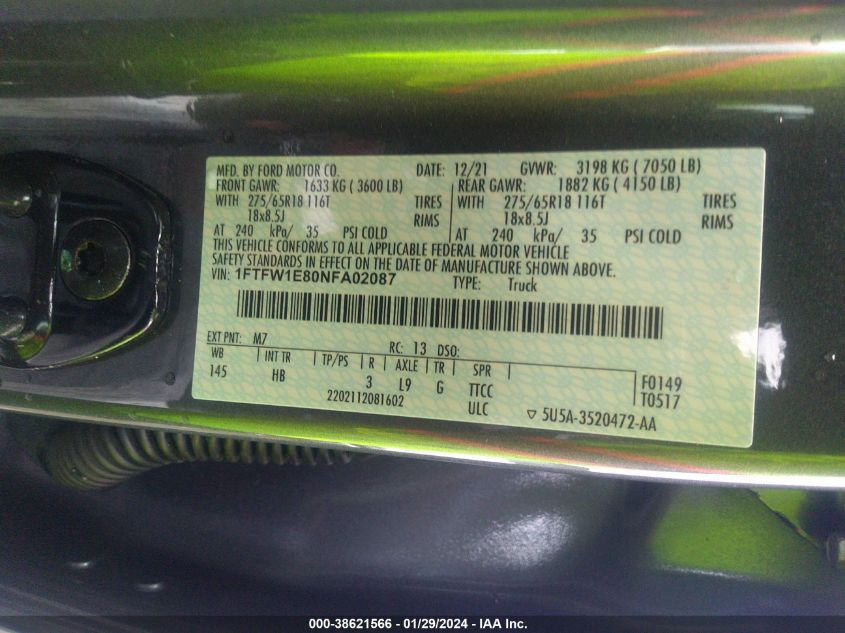 MFD. BY FORD MOTOR CO. DATE: 12/21 GVWR: 3198 KG ( 7050 LB)
FRONT GAWR: 1633 KG ( 3600 LB) REAR GAWR: 1882 KG ( 4150 LB)
WITH 275/65R18 116T TIRES WITH 275/65R18 116T TIRES
18x8.5J RIMS 18x8.5J RIMS
AT 240 kPa/ 35 PSI COLD AT 240 kPa/ 35 PSI COLD
THIS VEHICLE CONFORMS TO ALL APPLICABLE FEDERAL MOTOR VEHICLE
SAFETY STANDARDS IN EFFECT ON THE DATE OF MANUFACTURE SHOWN ABOVE.
VIN: 1FTFW1E80NFA02087 TYPE: Truck
EXT PNT: M7 RC: 13 DSO:
WB INT TR TP/PS R AXLE TR SPR
145 HB 3 L9 G TTCC F0149
2202112081602 ULC ▽ 5U5A-3520472-AA T0517
000-38621566 - 01/29/2024 - IAA Inc.